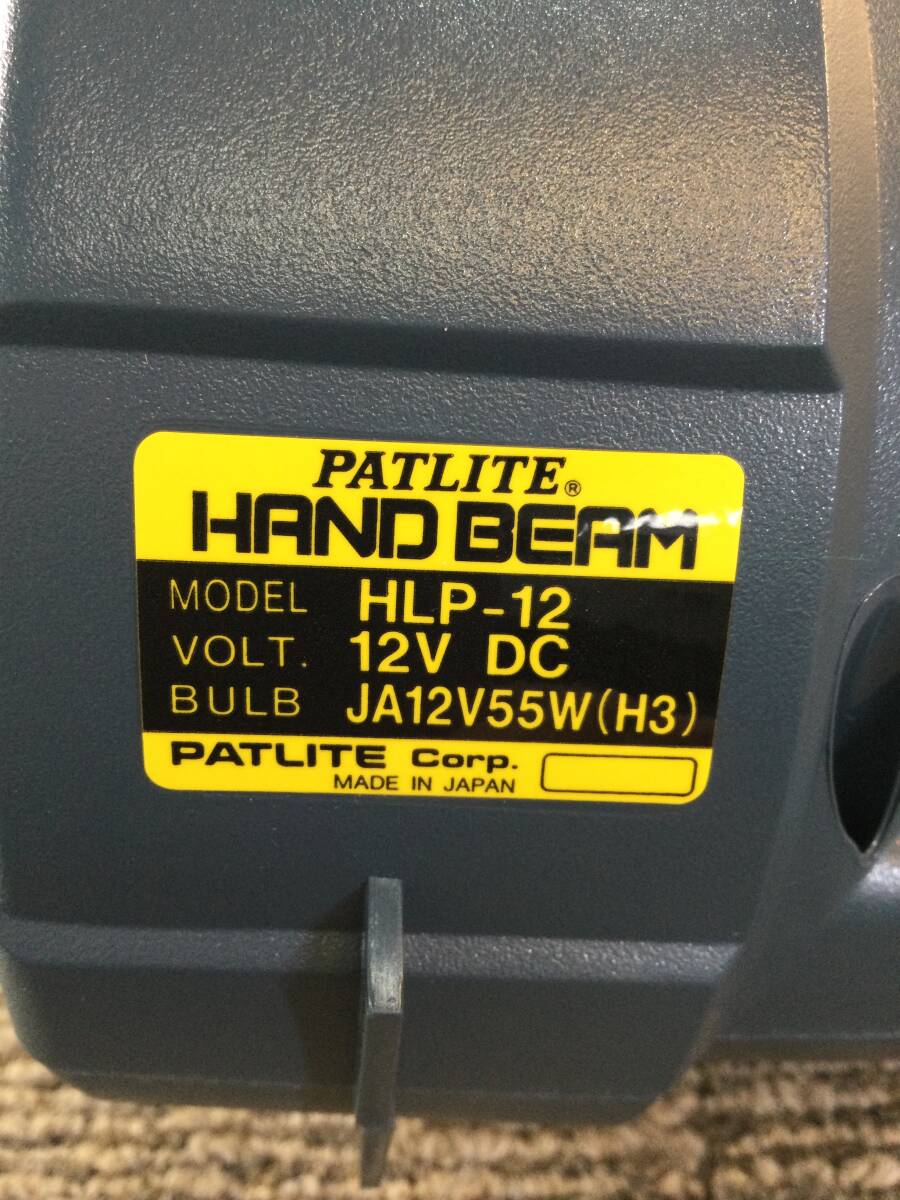 PATLITE®
HAND BEAM
MODEL HLP-12
VOLT. 12V DC
BULB JA12V55W(H3)
PATLITE Corp.
MADE IN JAPAN